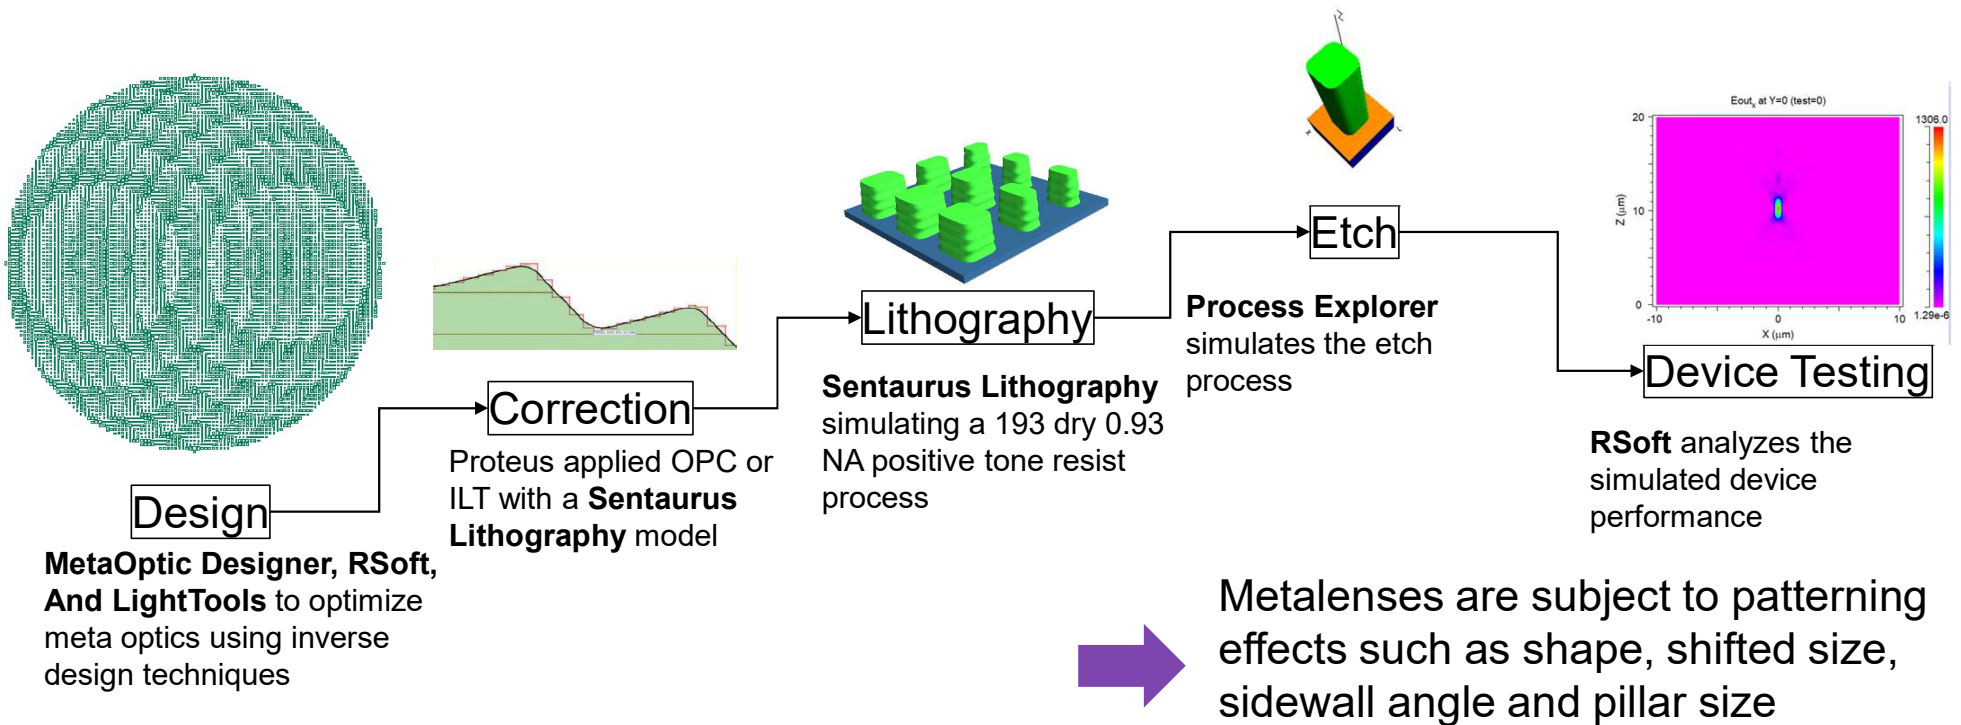 Design
MetaOptic Designer, RSoft,
And LightTools to optimize
meta optics using inverse
design techniques
Correction
Proteus applied OPC or
ILT with a Sentaurus
Lithography model
Lithography
Sentaurus Lithography
simulating a 193 dry 0.93
NA positive tone resist
process
Z
Etch
Process Explorer
simulates the etch
process
Eout, x at Y=0 (test=0)
1306.0
20
Z (μm)
10
0
1.29e-6
-10
0
10
X (μm)
Device Testing
RSoft analyzes the
simulated device
performance
Metalenses are subject to patterning
effects such as shape, shifted size,
sidewall angle and pillar size